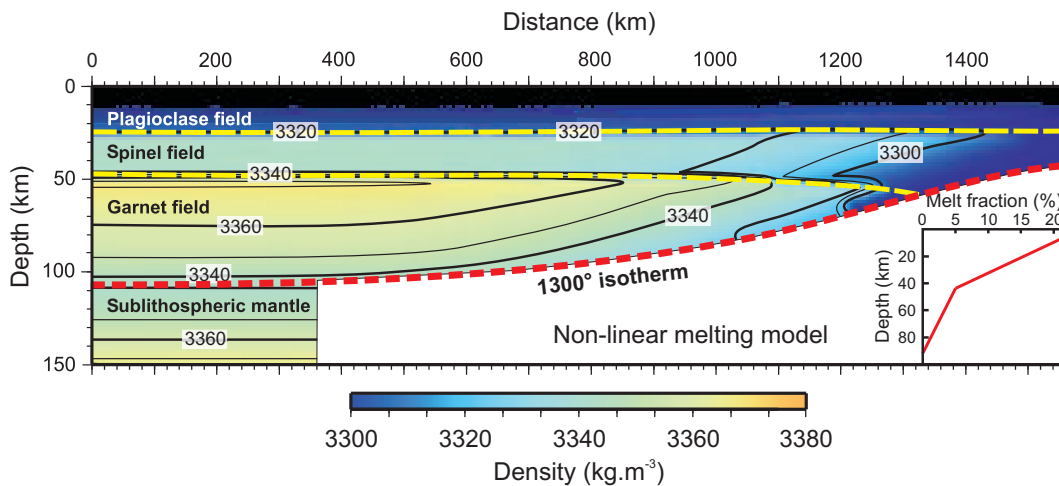 Distance (km)
0 200 400 600 800 1000 1200 1400
Depth (km)
0
50
100
150
Plagioclase field
3320
3320
Spinel field
3300
3340
Garnet field
3360
3340
3340
1300° isotherm
Sublithospheric mantle
3360
Non-linear melting model
Melt fraction (%)
0 5 10 15 20
Depth (km)
20
40
60
80
3300 3320 3340 3360 3380
Density (kg.m-3)